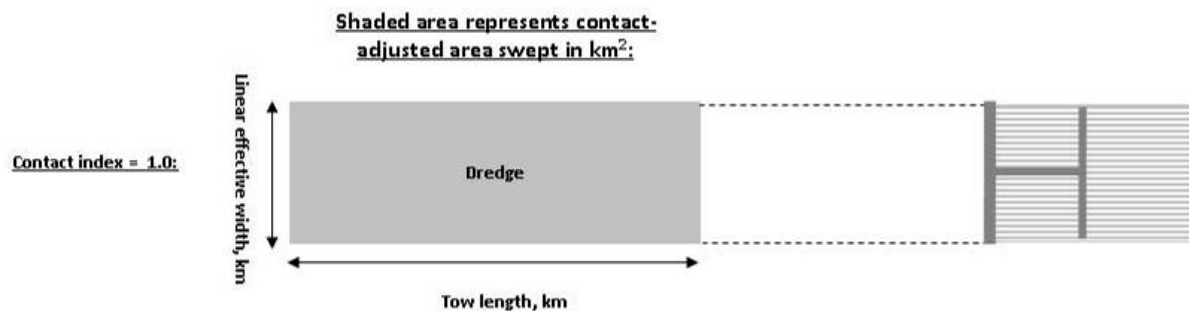 Shaded area represents contact-
adjusted area swept in km²:
Linear effective width, km
Contact index = 1.0:
Dredge
Tow length, km